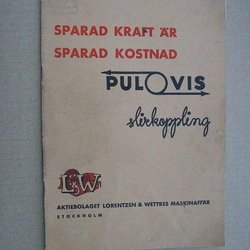 SPARAD KRAFT ÄR
SPARAD KOSTNAD
PULOVIS
slirkoppling
L&W
AKTIEBOLAGET LORENTZEN & WETTRES MASKINAFFÄR
STOCKHOLM